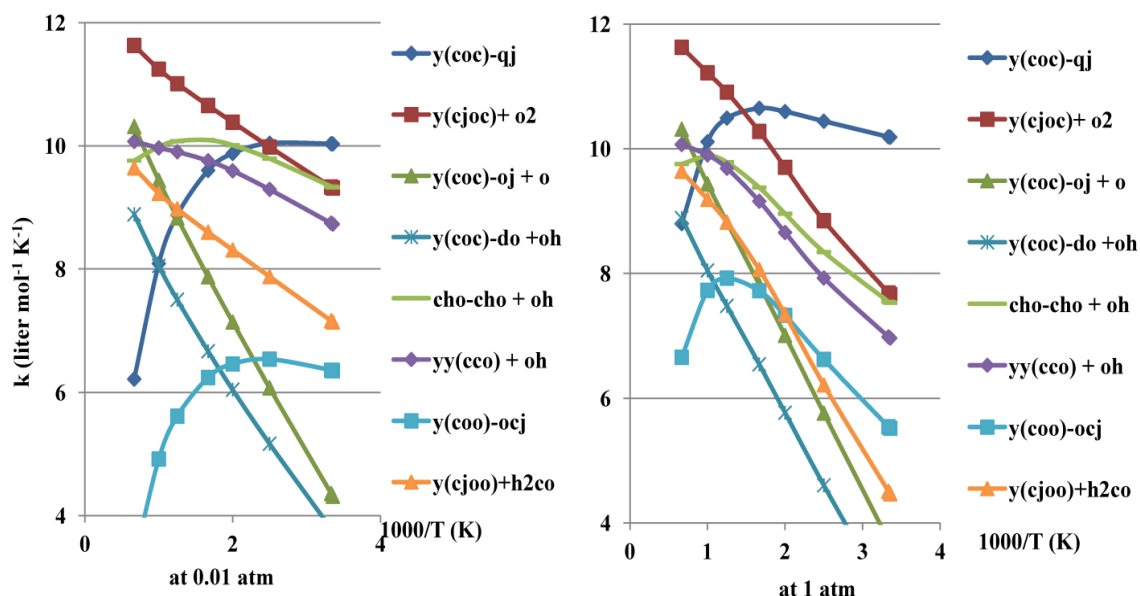 k (liter mol⁻¹ K⁻¹)
12
10
8
6
4
0
2
4
1000/T (K)
at 0.01 atm
y(coc)-qj
y(cjoc)+ o2
y(coc)-oj + o
y(coc)-do +oh
cho-cho + oh
yy(cco) + oh
y(coo)-ocj
y(cjoo)+h2co
12
10
8
6
4
0
1
2
3
4
1000/T (K)
at 1 atm
y(coc)-qj
y(cjoc)+ o2
y(coc)-oj + o
y(coc)-do +oh
cho-cho + oh
yy(cco) + oh
y(coo)-ocj
y(cjoo)+h2co